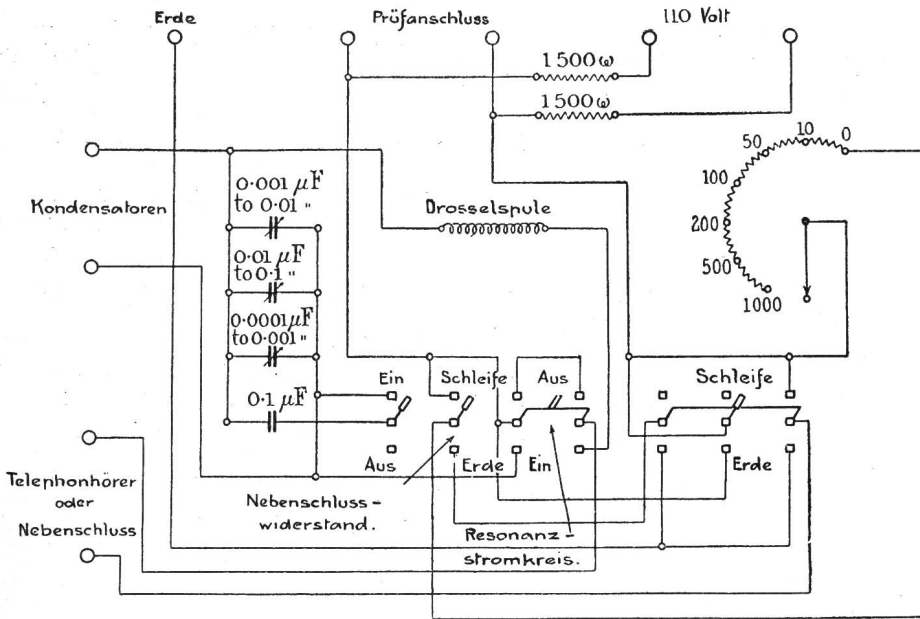 Erde
Prüfanschluss
110 Volt
1500 ω
1500 ω
0
10
50
100
200
500
1000
Kondensatoren
0·001 µF
to 0·01 "
0·01 µF
to 0·1 "
0·0001 µF
to 0·001 "
0·1 µF
Drosselspule
Ein
Schleife
Aus
Schleife
Aus
Erde
Ein
Erde
Telephonhörer
oder
Nebenschluss
Nebenschluss-
widerstand.
Resonanz-
stromkreis.